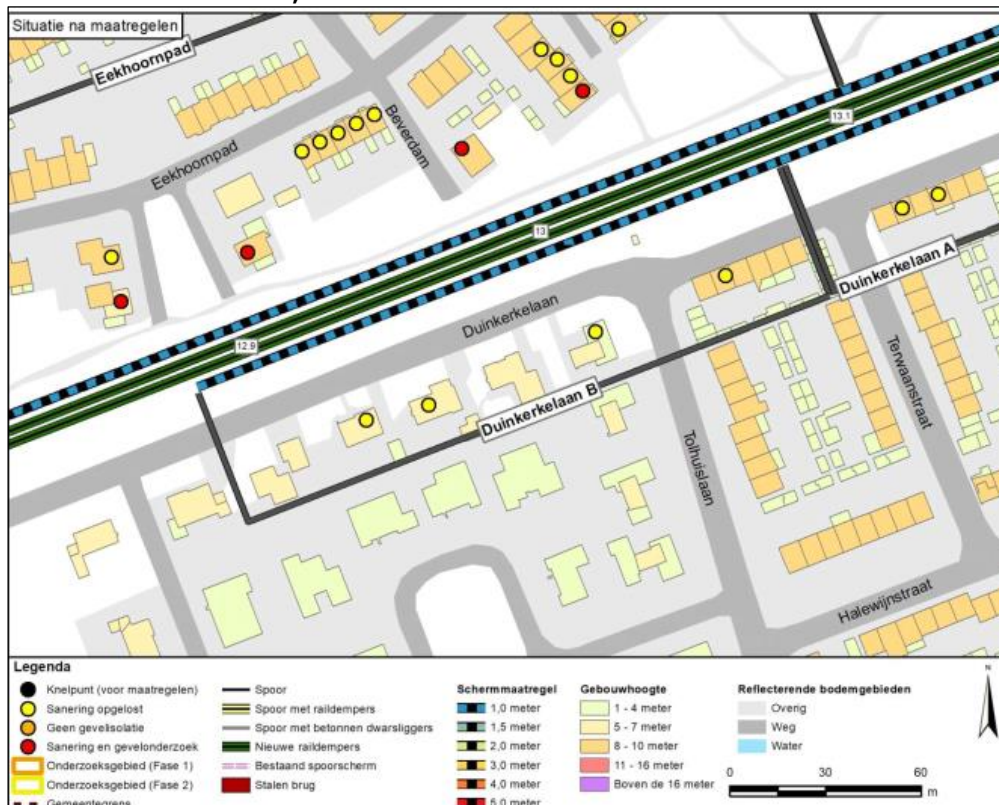 Situatie na maatregelen
Eekhoornpad
Beverdam
Eekhoornpad
13.1
13
12.9
Duinkerkelaan
Duinkerkelaan A
Duinkerkelaan B
Tolhuislaan
Terwaanstraat
Halewijnstraat
Legenda
Knelpunt (voor maatregelen)
Sanering opgelost
Geen gevelisolatie
Sanering en gevelonderzoek
Onderzoeksgebied (Fase 1)
Onderzoeksgebied (Fase 2)
Gemeentegrens
Spoor
Spoor met raildempers
Spoor met betonnen dwarsliggers
Nieuwe raildempers
Bestaand spoorscherm
Stalen brug
Schermmaatregel
1,0 meter
1,5 meter
2,0 meter
3,0 meter
4,0 meter
5,0 meter
Gebouwhoogte
1 - 4 meter
5 - 7 meter
8 - 10 meter
11 - 16 meter
Boven de 16 meter
Reflecterende bodemgebieden
Overig
Weg
Water
N
0 30 60
m